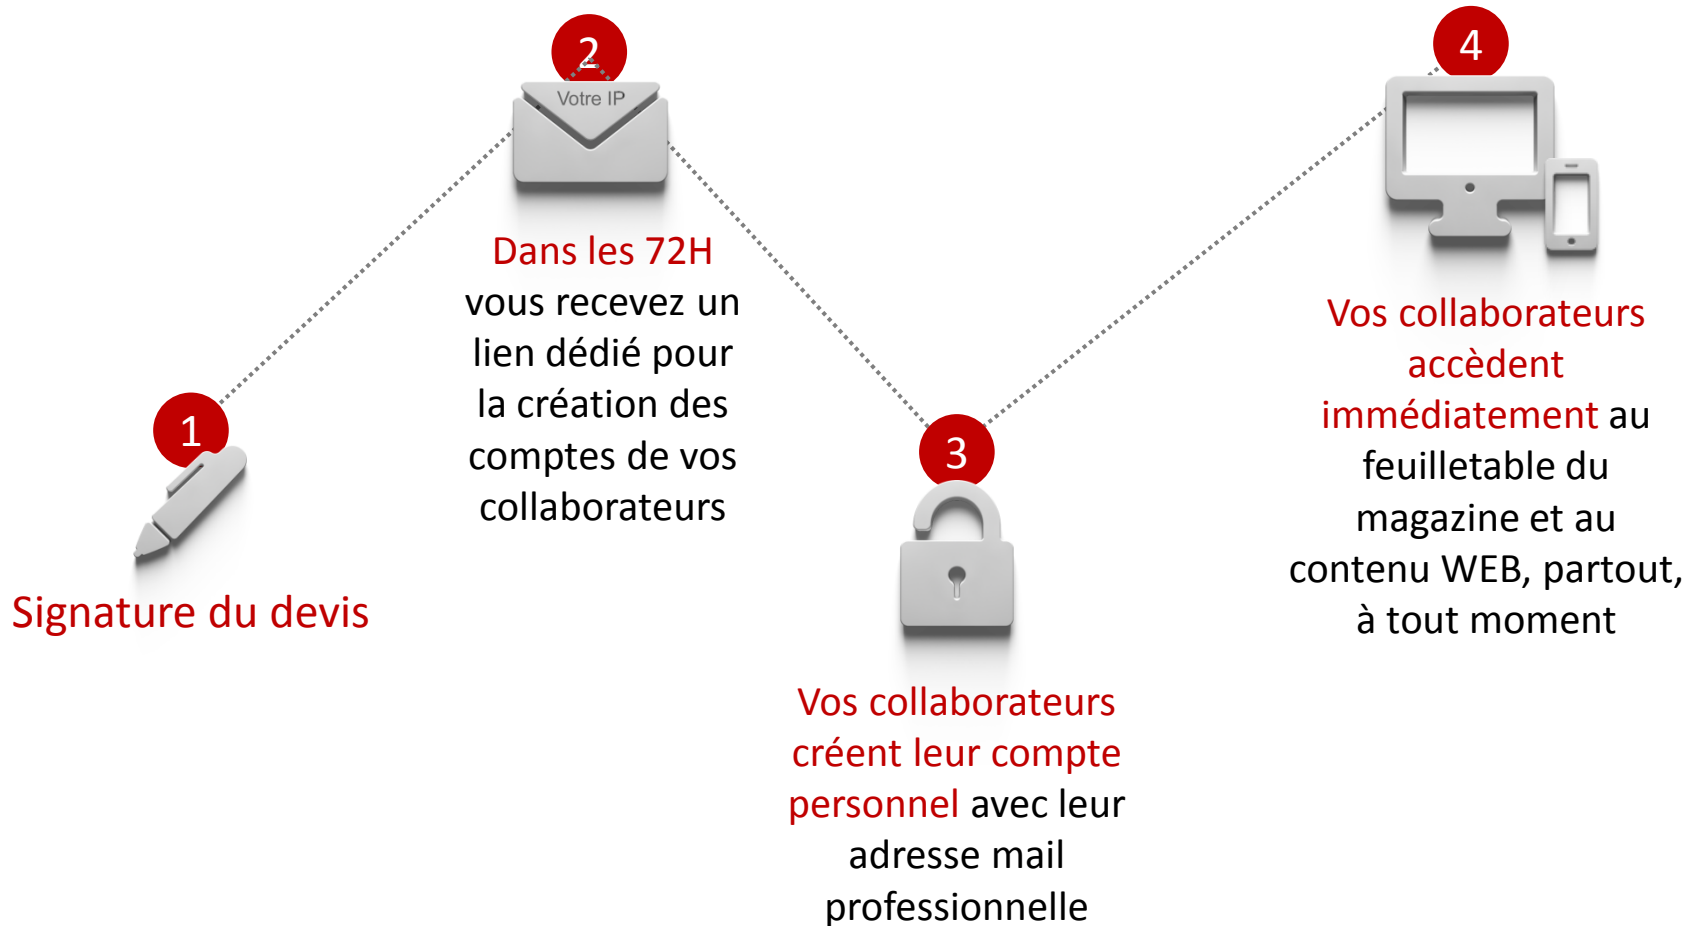 1
Signature du devis
2
Votre IP
Dans les 72H
vous recevez un
lien dédié pour
la création des
comptes de vos
collaborateurs
3
Vos collaborateurs
créent leur compte
personnel avec leur
adresse mail
professionnelle
4
Vos collaborateurs
accèdent
immédiatement au
feuilletable du
magazine et au
contenu WEB, partout,
à tout moment